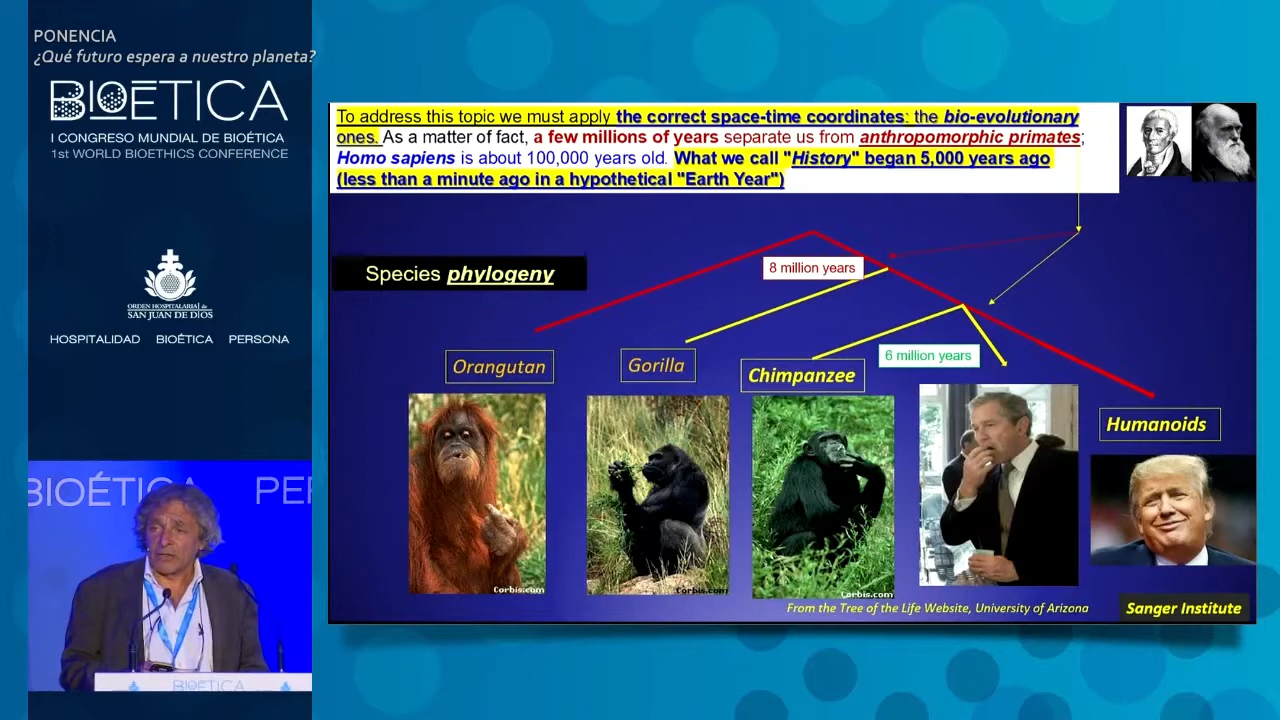 PONENCIA
¿Qué futuro espera a nuestro planeta?
BIOÉTICA
I CONGRESO MUNDIAL DE BIOÉTICA
1st WORLD BIOETHICS CONFERENCE
ORDEN HOSPITALARIA de
SAN JUAN DE DIOS
HOSPITALIDAD BIOÉTICA PERSONA
To address this topic we must apply the correct space-time coordinates: the bio-evolutionary
ones. As a matter of fact, a few millions of years separate us from anthropomorphic primates;
Homo sapiens is about 100,000 years old. What we call "History" began 5,000 years ago
(less than a minute ago in a hypothetical "Earth Year")
Species phylogeny
8 million years
6 million years
Orangutan
Gorilla
Chimpanzee
Humanoids
Corbis.com
Corbis.com
Corbis.com
From the Tree of the Life Website, University of Arizona
Sanger Institute
BIOÉTICA PER
BIOÉTICA